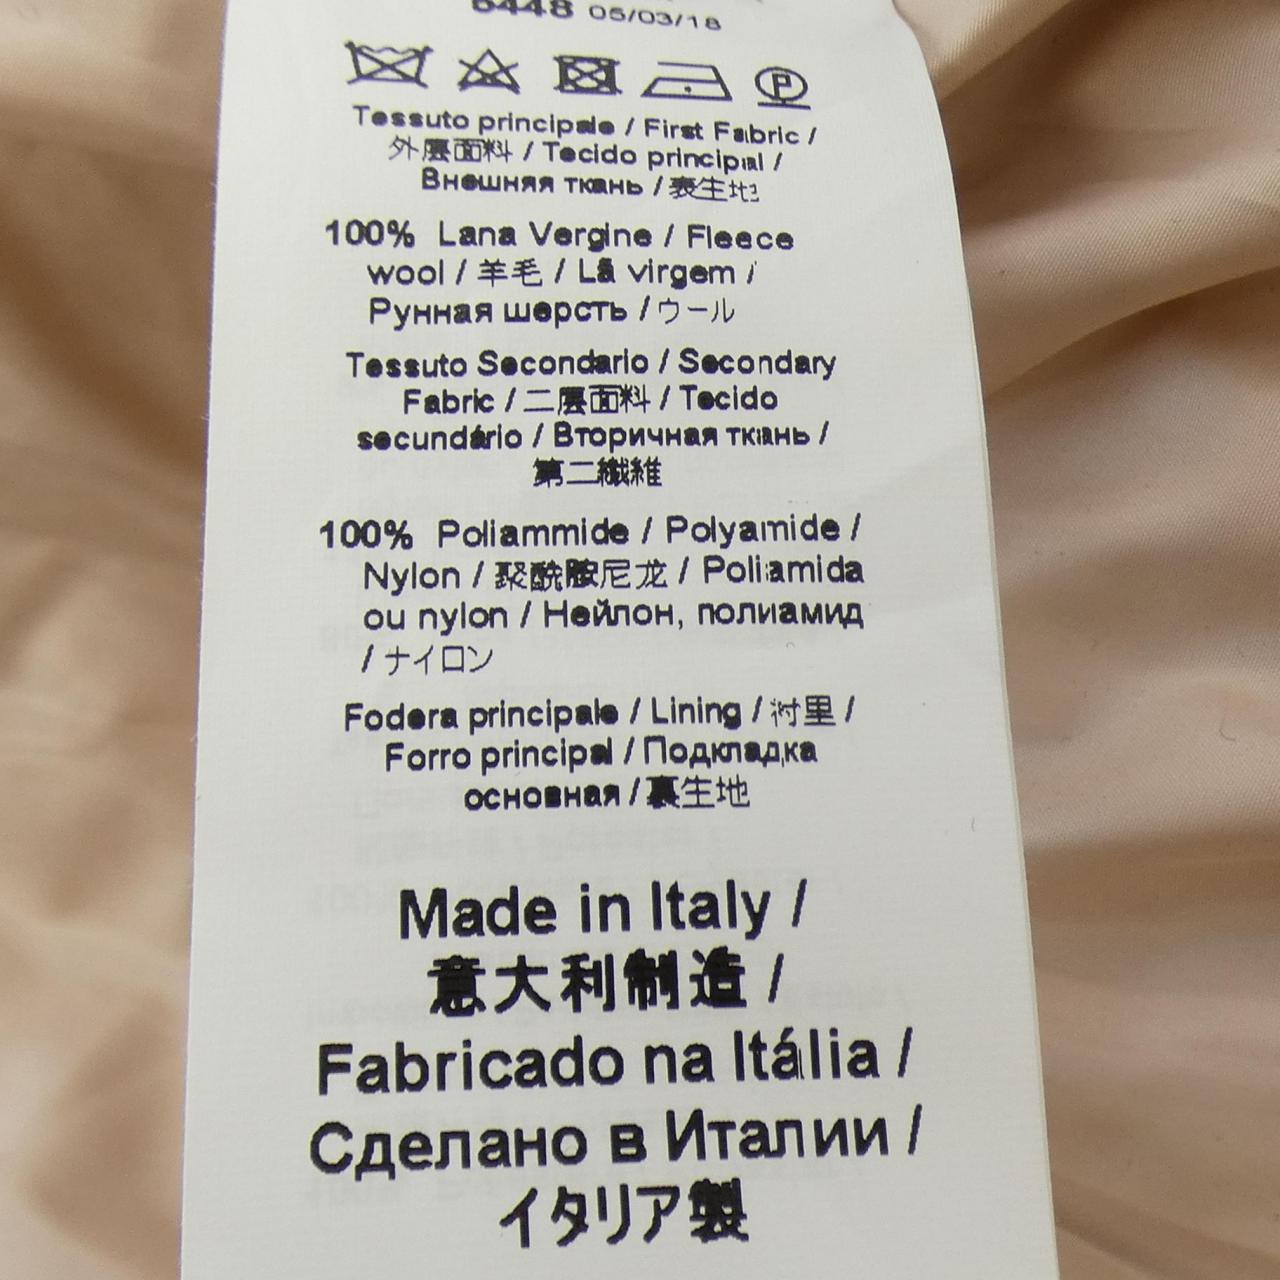 6448 05/03/18
P
Tessuto principale / First Fabric /
外层面料 / Tecido principal /
Внешняя ткань / 表生地
100% Lana Vergine / Fleece
wool / 羊毛 / Lã virgem /
Рунная шерсть / ウール
Tessuto Secondario / Secondary
Fabric / 二层面料 / Tecido
secundário / Вторичная ткань /
第二繊維
100% Poliammide / Polyamide /
Nylon / 聚酰胺尼龙 / Poliamida
ou nylon / Нейлон, полиамид
/ ナイロン
Fodera principale / Lining / 衬里 /
Forro principal / Подкладка
основная / 裏生地
Made in Italy /
意大利制造 /
Fabricado na Itália /
Сделано в Италии /
イタリア製